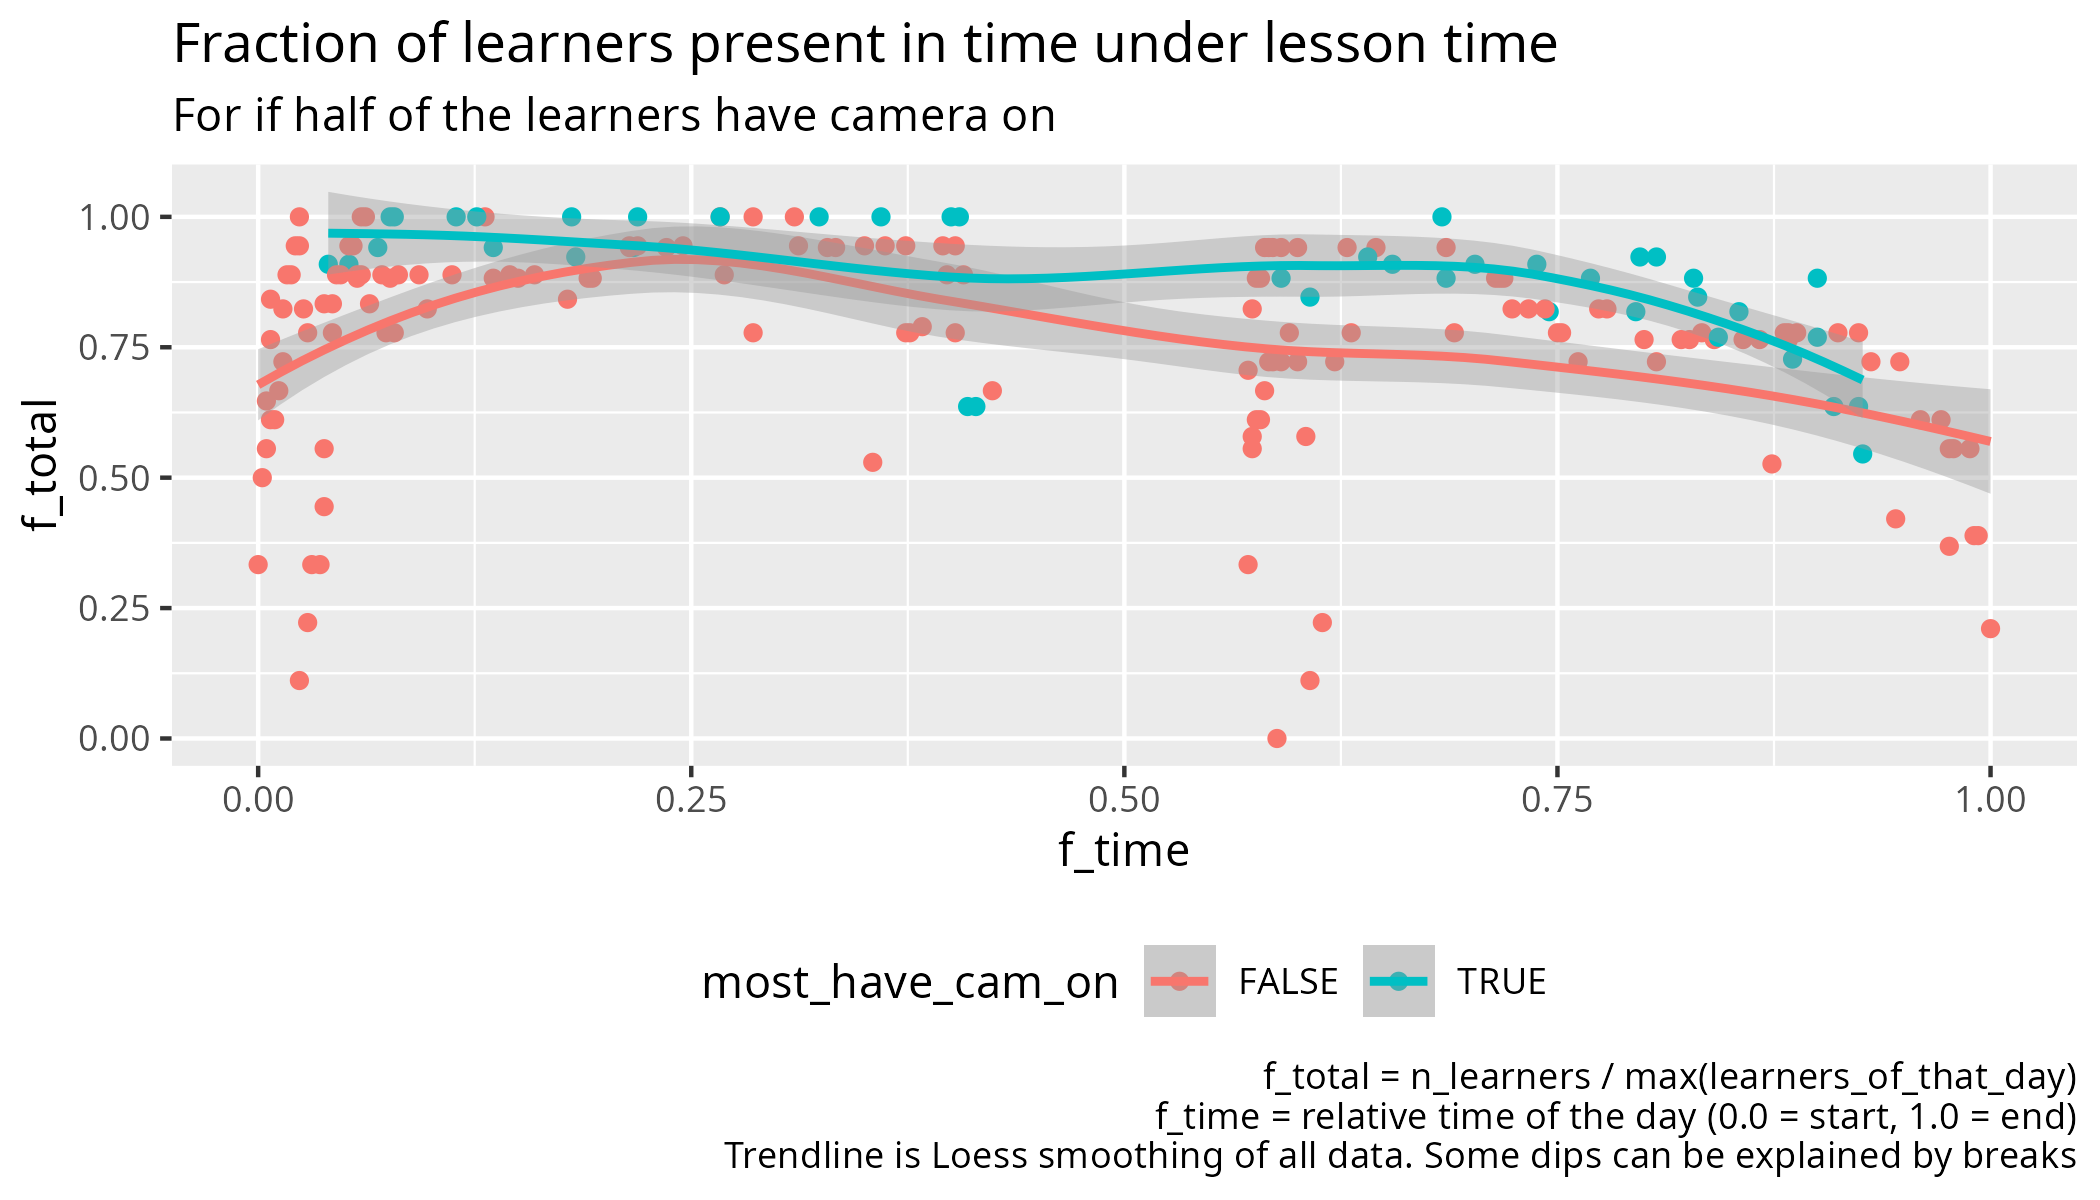 Fraction of learners present in time under lesson time
For if half of the learners have camera on
f_total
1.00
0.75
0.50
0.25
0.00
0.00 0.25 0.50 0.75 1.00
f_time
most_have_cam_on FALSE TRUE
f_total = n_learners / max(learners_of_that_day)
f_time = relative time of the day (0.0 = start, 1.0 = end)
Trendline is Loess smoothing of all data. Some dips can be explained by breaks